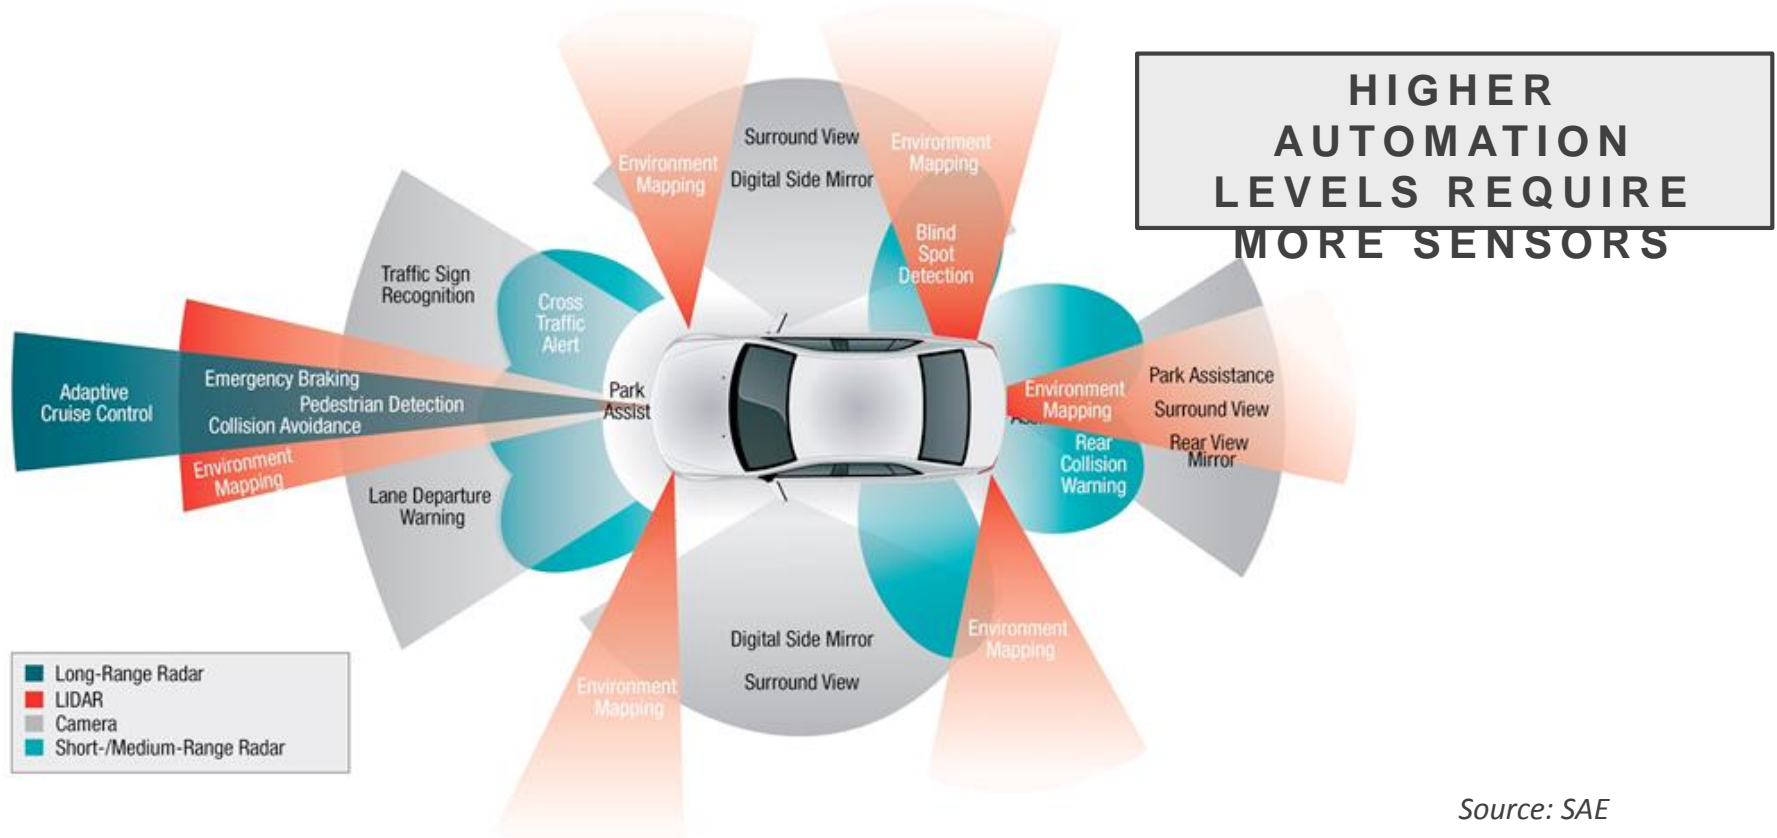 HIGHER
AUTOMATION
LEVELS REQUIRE
MORE SENSORS
Surround View
Digital Side Mirror
Environment
Mapping
Environment
Mapping
Blind
Spot
Detection
Traffic Sign
Recognition
Cross
Traffic
Alert
Adaptive
Cruise Control
Emergency Braking
Pedestrian Detection
Collision Avoidance
Environment
Mapping
Lane Departure
Warning
Park
Assist
Environment
Mapping
Rear
Collision
Warning
Park Assistance
Surround View
Rear View
Mirror
Digital Side Mirror
Surround View
Environment
Mapping
Environment
Mapping
Long-Range Radar
LIDAR
Camera
Short-/Medium-Range Radar
Source: SAE